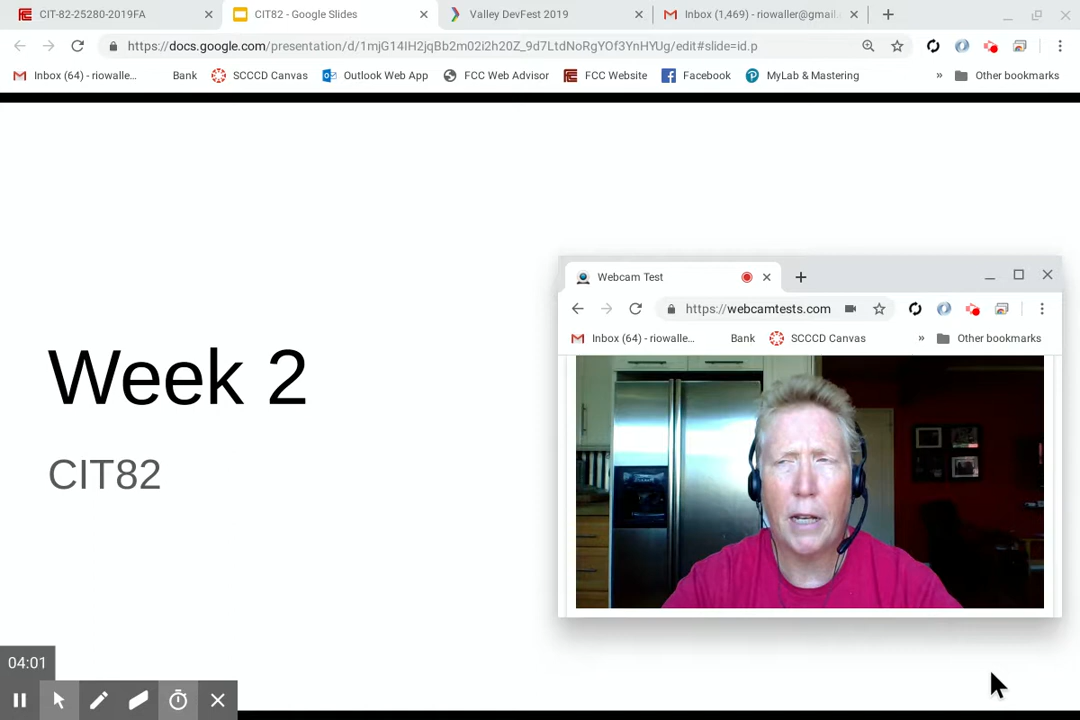 CIT-82-25280-2019FA
CIT82 - Google Slides
Valley DevFest 2019
Inbox (1,469) - riowaller@gmail.
https://docs.google.com/presentation/d/1mjG14IH2jqBb2m02i2h20Z_9d7LtdNoRgYOf3YnHYUg/edit#slide=id.p
Inbox (64) - riowalle... Bank SCCCD Canvas Outlook Web App FCC Web Advisor FCC Website Facebook MyLab & Mastering » Other bookmarks
Webcam Test
https://webcamtests.com
Inbox (64) - riowalle... Bank SCCCD Canvas » Other bookmarks
Week 2
CIT82
04:01